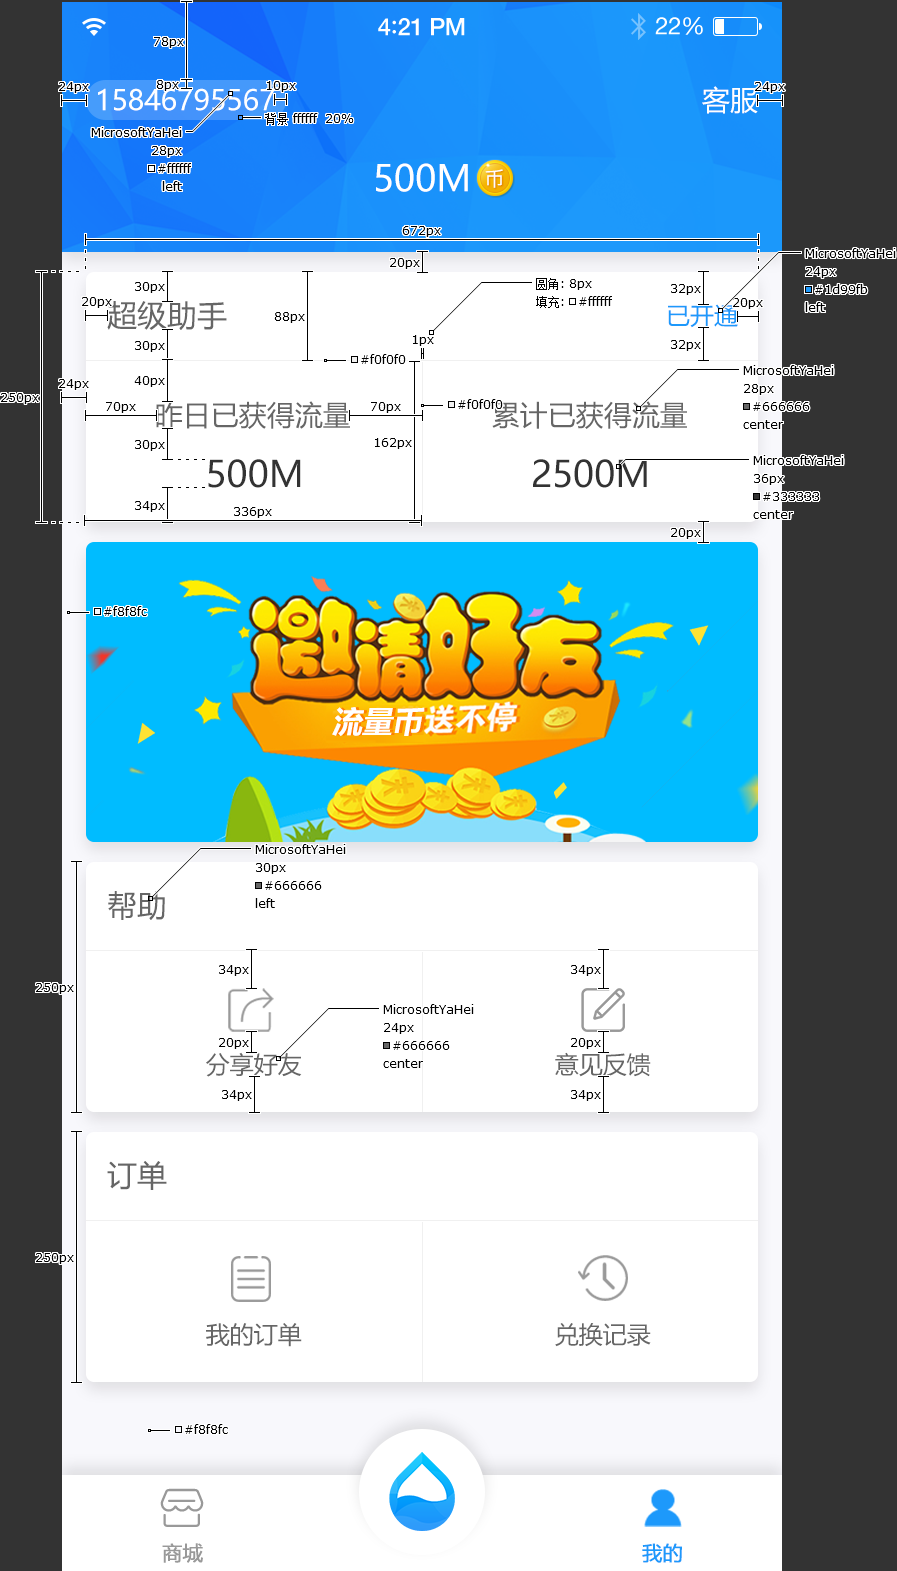 4:21 PM
22%
78px
24px
8px
10px
24px
15846795567
客服
背景 ffffff 20%
MicrosoftYaHei
28px
#ffffff
left
500M
币
672px
20px
MicrosoftYaHei
24px
#1d99fb
left
30px
圆角: 8px
填充: #ffffff
32px
20px
20px
超级助手
88px
已开通
30px
1px
32px
#f0f0f0
250px
24px
40px
MicrosoftYaHei
28px
#666666
center
70px
70px
#f0f0f0
昨日已获得流量
累计已获得流量
30px
162px
MicrosoftYaHei
36px
#333333
center
500M
2500M
34px
336px
20px
#f8f8fc
邀请好友
流量币送不停
MicrosoftYaHei
30px
#666666
left
帮助
250px
34px
34px
MicrosoftYaHei
24px
#666666
center
20px
20px
分享好友
意见反馈
34px
34px
订单
250px
我的订单
兑换记录
#f8f8fc
商城
我的